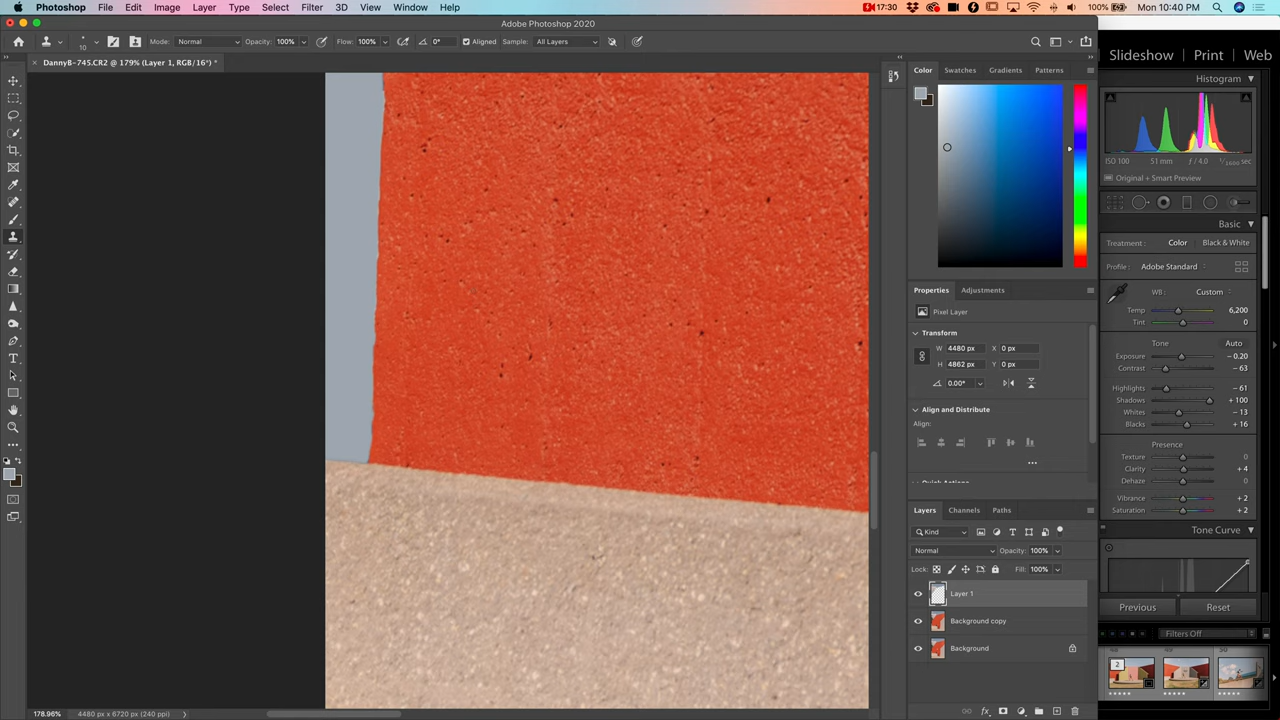 Photoshop File Edit Image Layer Type Select Filter 3D View Window Help 17:30 100% Mon 10:40 PM
Adobe Photoshop 2020
10 Mode: Normal Opacity: 100% Flow: 100% 0° Aligned Sample: All Layers
× DannyB-745.CR2 @ 179% (Layer 1, RGB/16*) *
Slideshow Print Web
Color Swatches Gradients Patterns
Histogram
ISO 100 51 mm ƒ / 4.0 1/1600 sec
Original + Smart Preview
Basic
Treatment: Color Black & White
Profile: Adobe Standard
WB: Custom
Temp 6,200
Tint 0
Tone Auto
Exposure − 0.20
Contrast − 63
Highlights − 61
Shadows + 100
Whites − 13
Blacks + 16
Presence
Texture 0
Clarity + 4
Dehaze 0
Vibrance + 2
Saturation + 2
Tone Curve
Previous Reset
Filters Off
2
Properties Adjustments
Pixel Layer
Transform
W 4480 px X 0 px
H 4862 px Y 0 px
0.00°
Align and Distribute
Align:
Quick Actions
Layers Channels Paths
Kind
Normal Opacity: 100%
Lock: Fill: 100%
Layer 1
Background copy
Background
178.96% 4480 px x 6720 px (240 ppi)